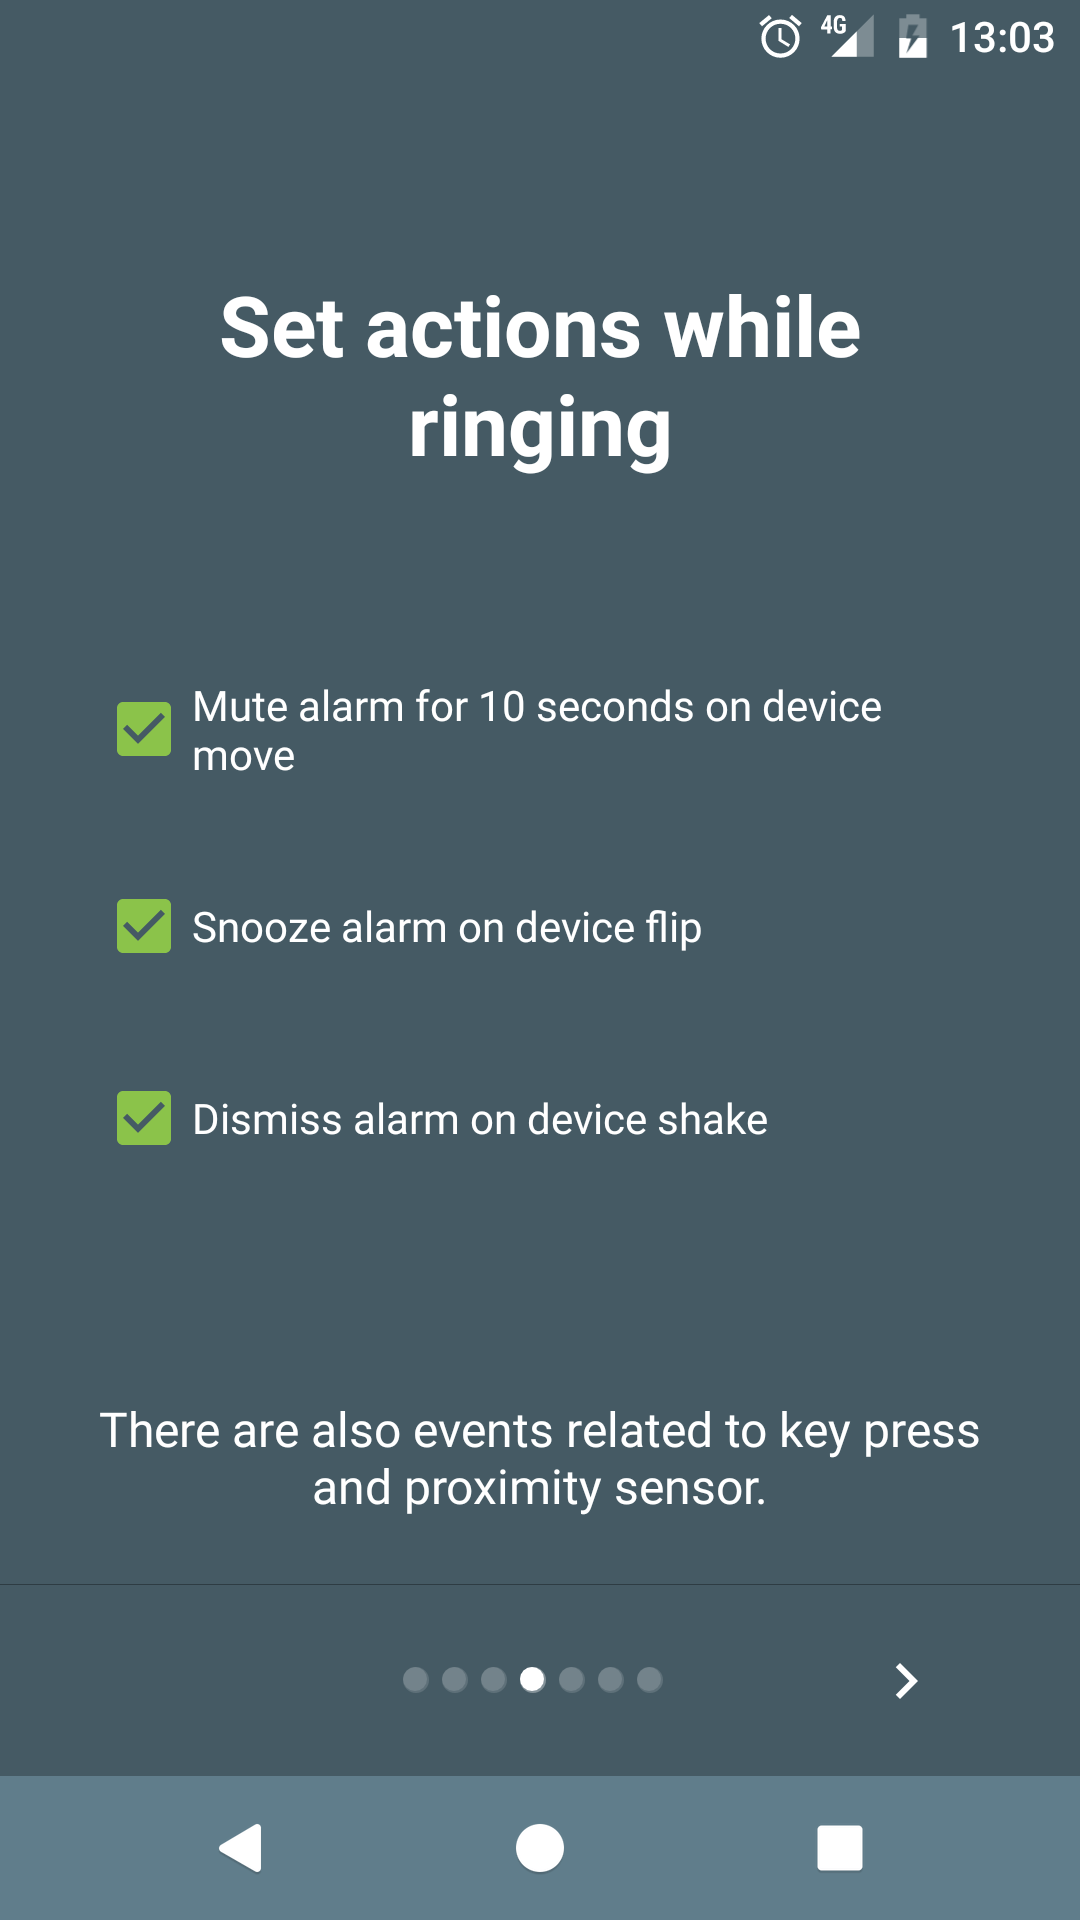 4G 13:03
Set actions while
ringing
Mute alarm for 10 seconds on device
move
Snooze alarm on device flip
Dismiss alarm on device shake
There are also events related to key press
and proximity sensor.